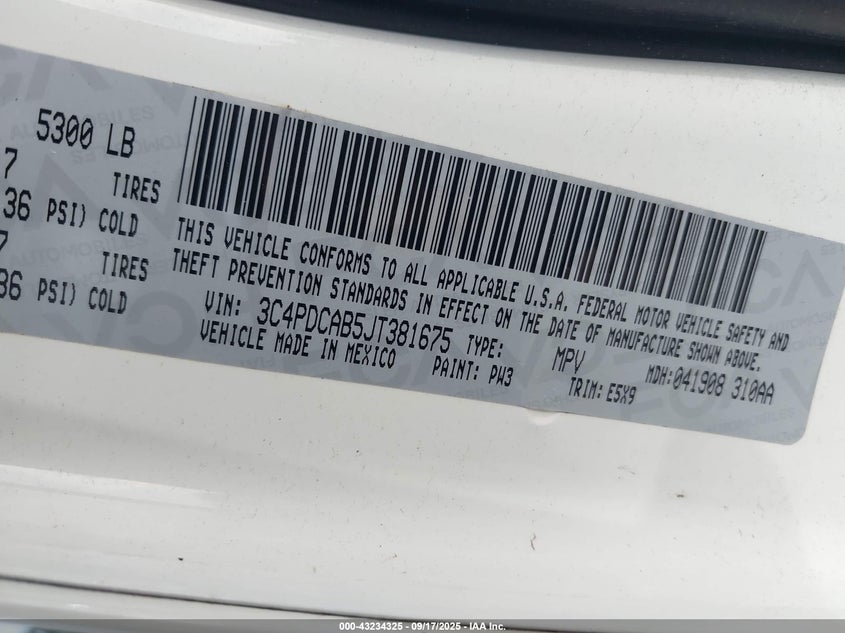 5300 LB
7
TIRES
36 PSI) COLD
7
TIRES
36 PSI) COLD
THIS VEHICLE CONFORMS TO ALL APPLICABLE U.S.A. FEDERAL MOTOR VEHICLE SAFETY AND
THEFT PREVENTION STANDARDS IN EFFECT ON THE DATE OF MANUFACTURE SHOWN ABOVE.
VIN: 3C4PDCAB5JT381675 TYPE: MPV MDH:041908 310AA
VEHICLE MADE IN MEXICO PAINT: PW3 TRIM: E5X9
000-43234325 - 09/17/2025 - IAA Inc.